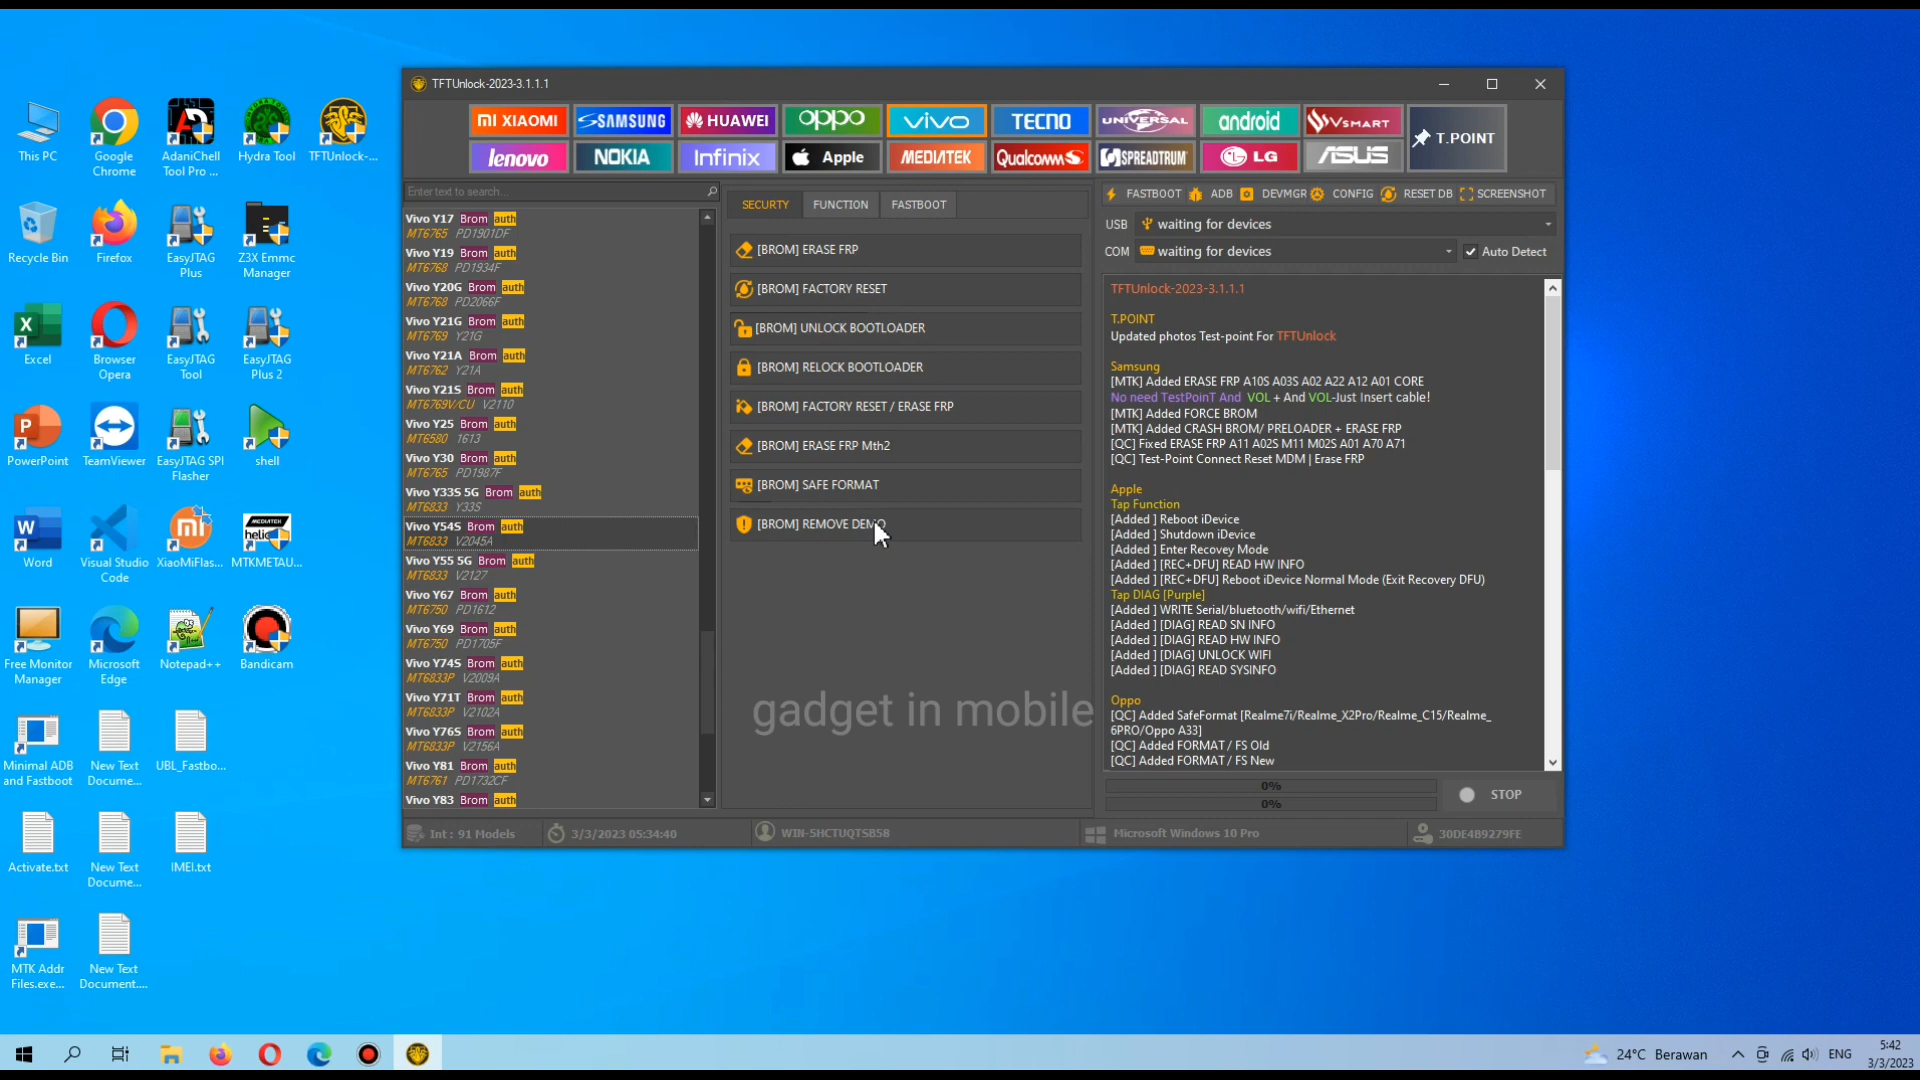 This PC
Google
Chrome
AdaniChell
Tool Pro ...
Hydra Tool
TFTUnlock-...
Recycle Bin
Firefox
EasyJTAG
Plus
Z3X Emmc
Manager
Excel
Browser
Opera
EasyJTAG
Tool
EasyJTAG
Plus 2
PowerPoint
TeamViewer
EasyJTAG SPI
Flasher
shell
Word
Visual Studio
Code
XiaoMiFlas...
MTKMETAU...
Free Monitor
Manager
Microsoft
Edge
Notepad++
Bandicam
Minimal ADB
and Fastboot
New Text
Docume...
UBL_Fastbo...
Activate.txt
New Text
Docume...
IMEI.txt
MTK Addr
Files.exe...
New Text
Document....
TFTUnlock-2023-3.1.1.1
mi XIAOMI
SAMSUNG
HUAWEI
oppo
vivo
TECNO
UNIVERSAL
android
VSMART
T.POINT
lenovo
NOKIA
Infinix
Apple
MEDIATEK
Qualcomm
SPREADTRUM
LG
ASUS
Enter text to search...
Vivo Y17 Brom auth
MT6765 PD1901DF
Vivo Y19 Brom auth
MT6768 PD1934F
Vivo Y20G Brom auth
MT6768 PD2066F
Vivo Y21G Brom auth
MT6769 Y21G
Vivo Y21A Brom auth
MT6762 Y21A
Vivo Y21S Brom auth
MT6769V/CU V2110
Vivo Y25 Brom auth
MT6580 1613
Vivo Y30 Brom auth
MT6765 PD1987F
Vivo Y33S 5G Brom auth
MT6833 Y33S
Vivo Y54S Brom auth
MT6833 V2045A
Vivo Y55 5G Brom auth
MT6833 V2127
Vivo Y67 Brom auth
MT6750 PD1612
Vivo Y69 Brom auth
MT6750 PD1705F
Vivo Y74S Brom auth
MT6833P V2009A
Vivo Y71T Brom auth
MT6833P V2102A
Vivo Y76S Brom auth
MT6833P V2156A
Vivo Y81 Brom auth
MT6761 PD1732CF
Vivo Y83 Brom auth
SECURTY
FUNCTION
FASTBOOT
[BROM] ERASE FRP
[BROM] FACTORY RESET
[BROM] UNLOCK BOOTLOADER
[BROM] RELOCK BOOTLOADER
[BROM] FACTORY RESET / ERASE FRP
[BROM] ERASE FRP Mth2
[BROM] SAFE FORMAT
[BROM] REMOVE DEMO
gadget in mobile
FASTBOOT ADB DEVMGR CONFIG RESET DB SCREENSHOT
USB waiting for devices
COM waiting for devices Auto Detect
TFTUnlock-2023-3.1.1.1
T.POINT
Updated photos Test-point For TFTUnlock
Samsung
[MTK] Added ERASE FRP A10S A03S A02 A22 A12 A01 CORE
No need TestPoinT And VOL + And VOL-Just Insert cable!
[MTK] Added FORCE BROM
[MTK] Added CRASH BROM/ PRELOADER + ERASE FRP
[QC] Fixed ERASE FRP A11 A02S M11 M02S A01 A70 A71
[QC] Test-Point Connect Reset MDM | Erase FRP
Apple
Tap Function
[Added ] Reboot iDevice
[Added ] Shutdown iDevice
[Added ] Enter Recovey Mode
[Added ] [REC+DFU] READ HW INFO
[Added ] [REC+DFU] Reboot iDevice Normal Mode (Exit Recovery DFU)
Tap DIAG [Purple]
[Added ] WRITE Serial/bluetooth/wifi/Ethernet
[Added ] [DIAG] READ SN INFO
[Added ] [DIAG] READ HW INFO
[Added ] [DIAG] UNLOCK WIFI
[Added ] [DIAG] READ SYSINFO
Oppo
[QC] Added SafeFormat [Realme7i/Realme_X2Pro/Realme_C15/Realme_
6PRO/Oppo A33]
[QC] Added FORMAT / FS Old
[QC] Added FORMAT / FS New
0%
0%
STOP
Int : 91 Models
3/3/2023 05:34:40
WIN-5HCTUQTSB58
Microsoft Windows 10 Pro
30DE4B9279FE
24°C Berawan
ENG
5:42
3/3/2023